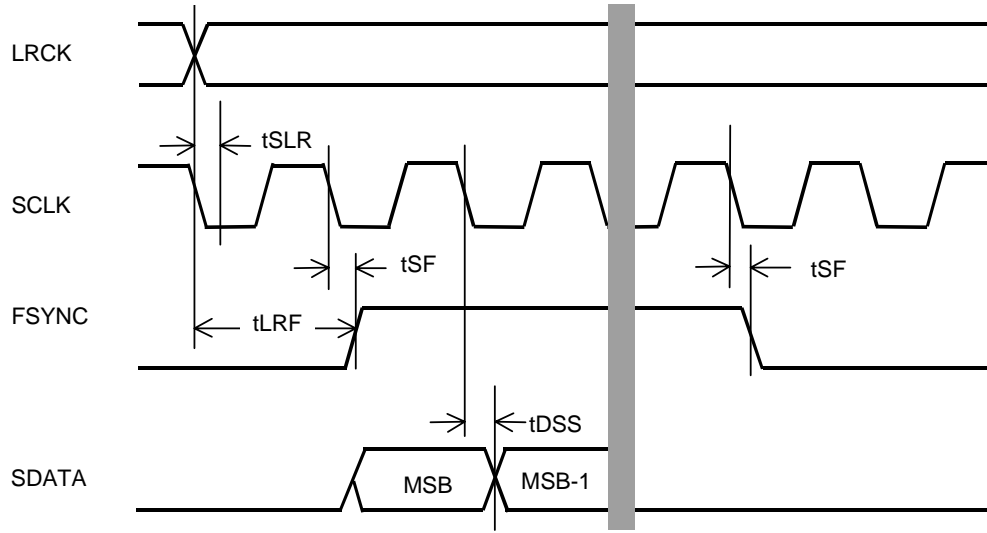 LRCK
tSLR
SCLK
tSF
tSF
FSYNC
tLRF
tDSS
SDATA
MSB
MSB-1